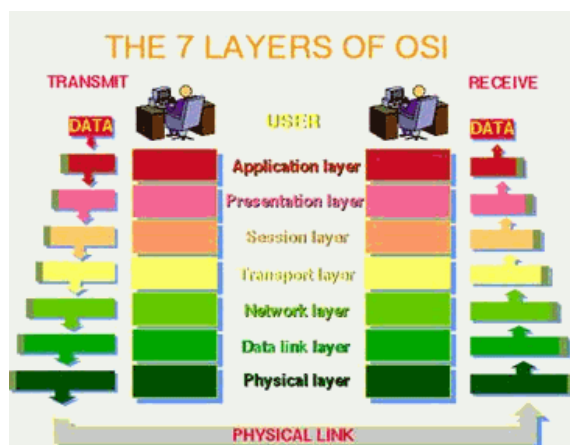 THE 7 LAYERS OF OSI
TRANSMIT
RECEIVE
DATA
USER
DATA
Application layer
Presentation layer
Session layer
Transport layer
Network layer
Data link layer
Physical layer
PHYSICAL LINK